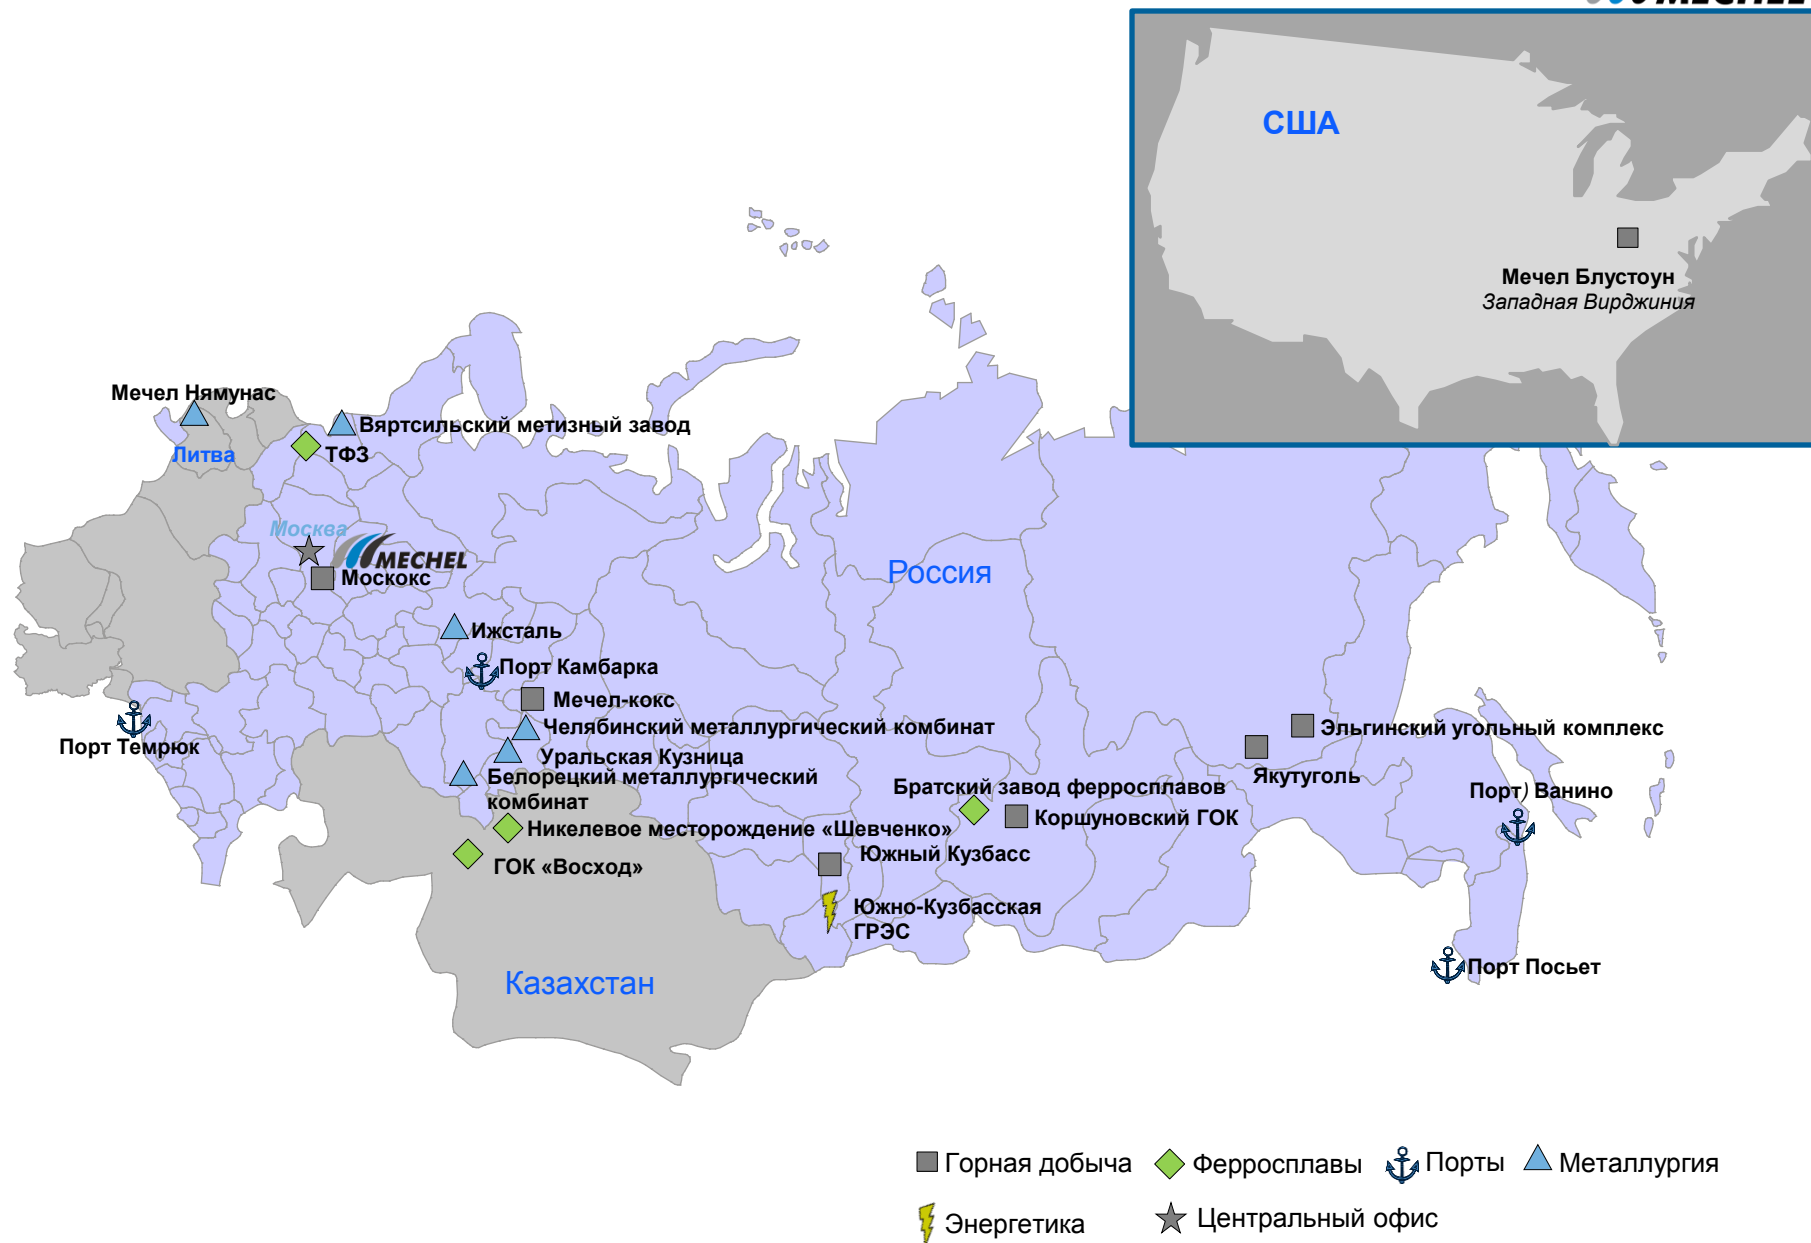 MECHEL
США
Мечел Блустоун
Западная Вирджиния
Мечел Нямунас
Вяртсильский метизный завод
Литва
ТФЗ
Москва
MECHEL
Москокс
Россия
Ижсталь
Порт Камбарка
Мечел-кокс
Челябинский металлургический комбинат
Порт Темрюк
Уральская Кузница
Белорецкий металлургический
комбинат
Эльгинский угольный комплекс
Якутуголь
Братский завод ферросплавов
Порт) Ванино
Коршуновский ГОК
Никелевое месторождение «Шевченко»
Южный Кузбасс
ГОК «Восход»
Южно-Кузбасская
ГРЭС
Порт Посьет
Казахстан
Горная добыча
Ферросплавы
Порты
Металлургия
Энергетика
Центральный офис